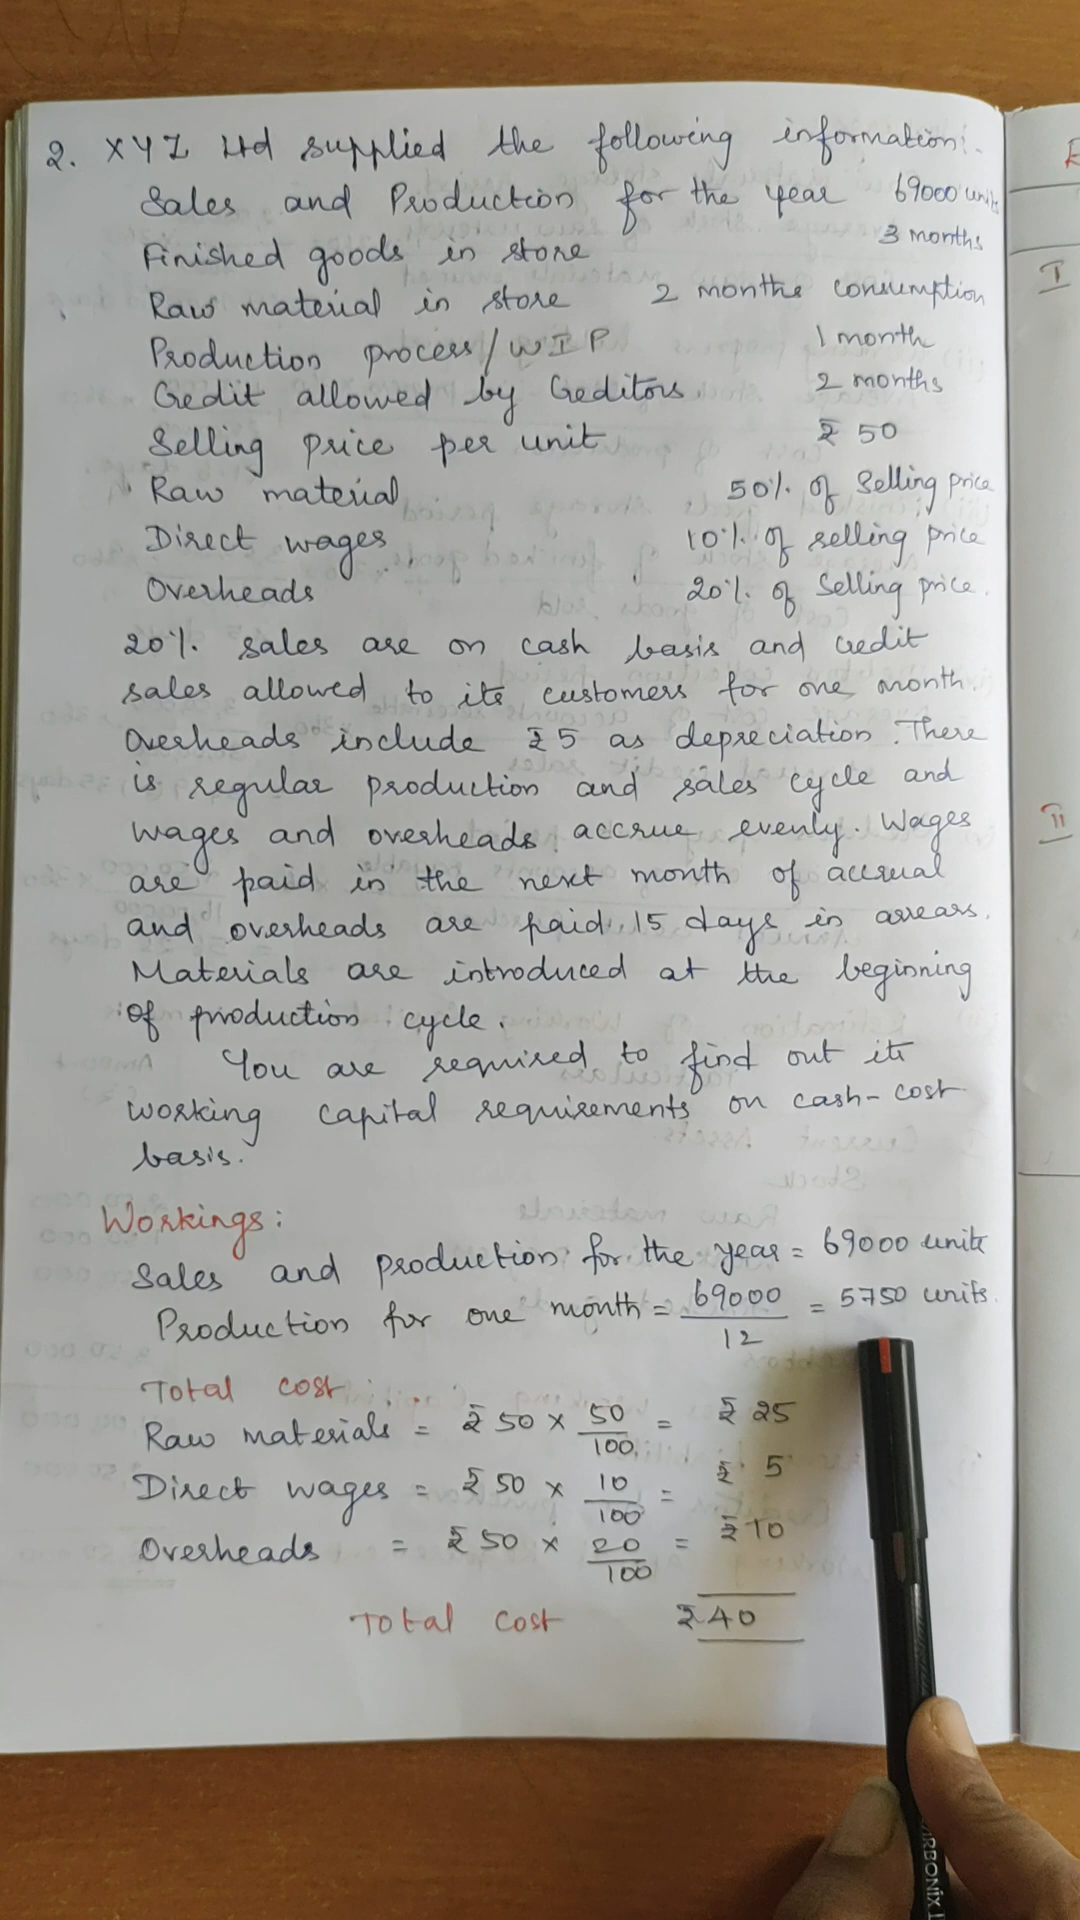 2. XYZ Ltd supplied the following information:-
Sales and Production for the year 69000 units
Finished goods in store 3 months
Raw material in store 2 months consumption
Production process/WIP 1 month
Credit allowed by Creditors 2 months
Selling price per unit ₹ 50
Raw material 50% of Selling price
Direct wages 10% of selling price
Overheads 20% of Selling price.
20% sales are on cash basis and credit
sales allowed to its customers for one month.
Overheads include ₹5 as depreciation. There
is regular production and sales cycle and
wages and overheads accrue evenly. Wages
are paid in the next month of accrual
and overheads are paid 15 days in arrears.
Materials are introduced at the beginning
of production cycle.
You are required to find out its
working capital requirements on cash-cost
basis.
Workings:
Sales and production for the year = 69000 units
Production for one month = 69000/12 = 5750 units.
Total cost
Raw materials = ₹50 × 50/100 = ₹ 25
Direct wages = ₹50 × 10/100 = ₹ 5
Overheads = ₹50 × 20/100 = ₹10
Total cost ₹40
I
II